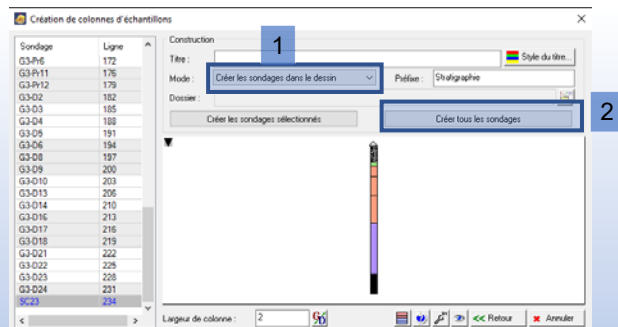 Création de colonnes d'échantillons
Sondage Ligne
G3-Pr6 172
G3-Pr11 176
G3-Pr12 179
G3-D2 182
G3-D3 185
G3-D4 188
G3-D5 191
G3-D6 194
G3-D8 197
G3-D9 200
G3-D10 203
G3-D13 206
G3-D14 210
G3-D16 213
G3-D17 216
G3-D18 219
G3-D21 222
G3-D22 225
G3-D23 228
G3-D24 231
SC23 234
Construction
1
Titre : Style du titre...
Mode : Créer les sondages dans le dessin Préfixe : Stratigraphie
Dossier :
Créer les sondages sélectionnés Créer tous les sondages
2
Largeur de colonne : 2 << Retour Annuler